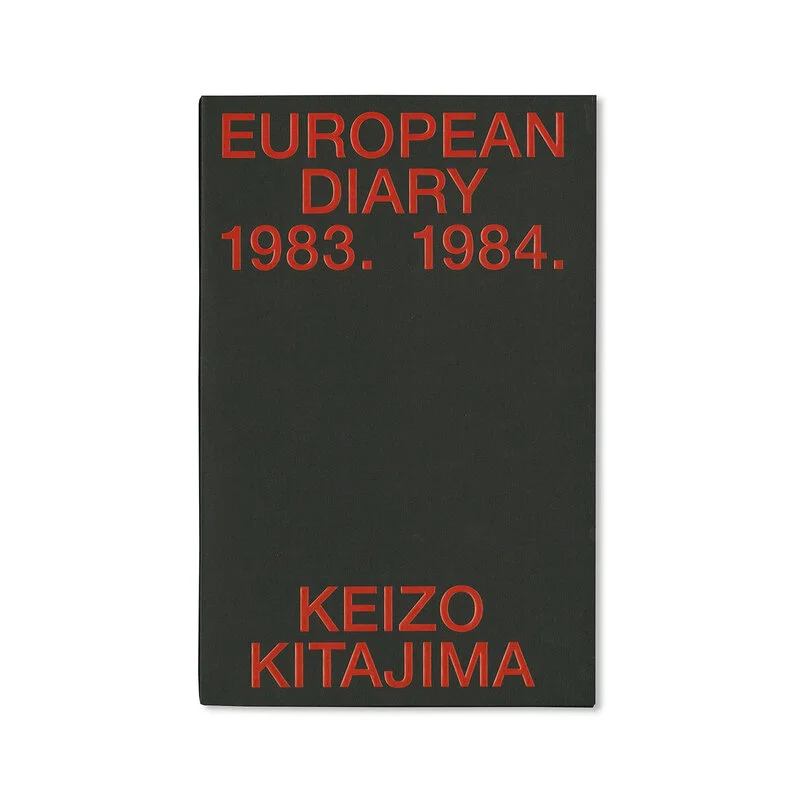 EUROPEAN
DIARY
1983. 1984.
KEIZO
KITAJIMA